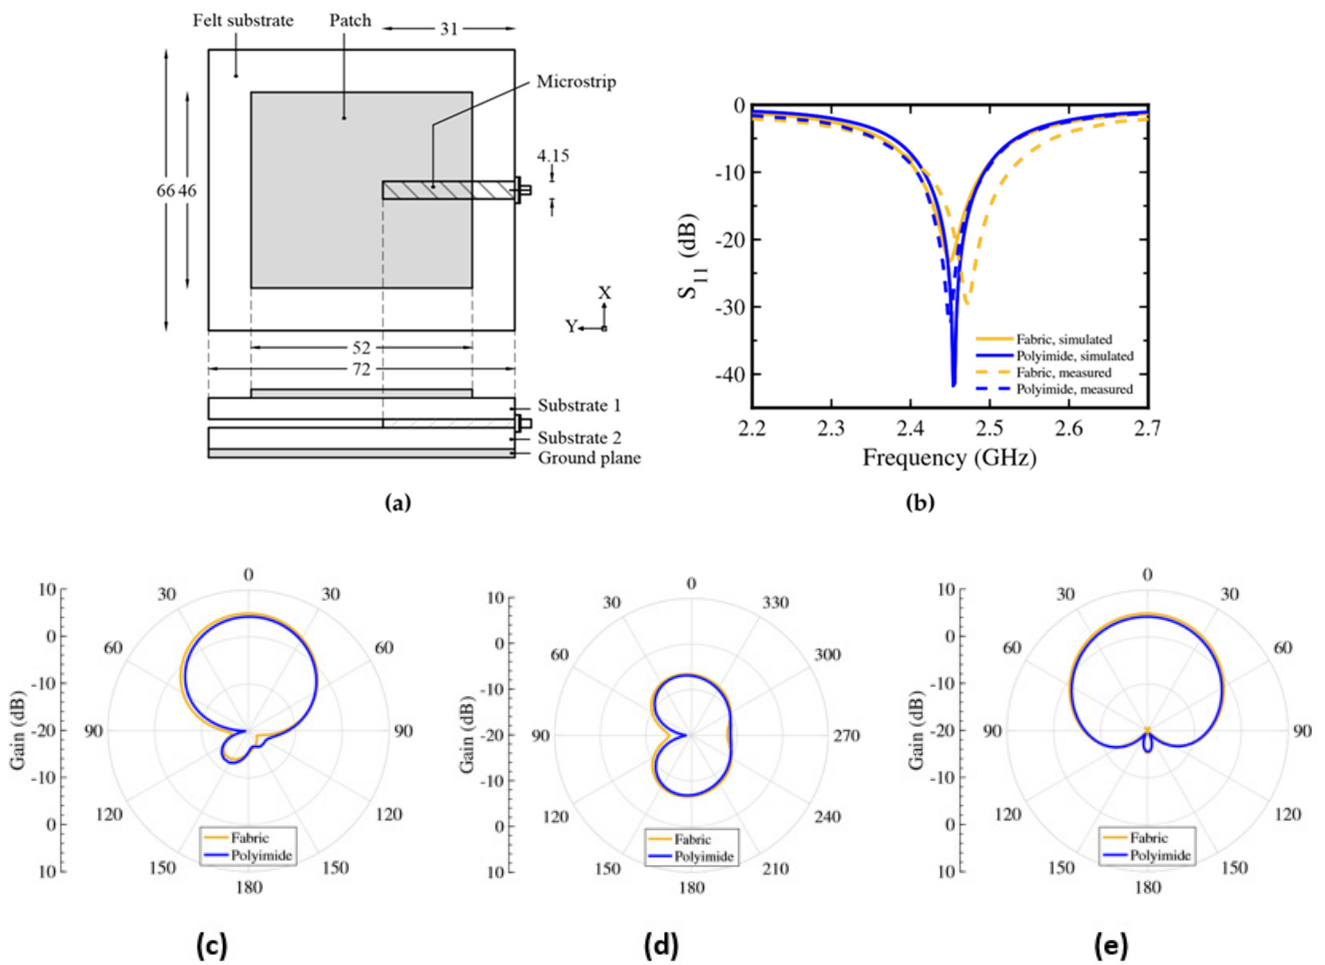 Felt substrate
Patch
31
Microstrip
4.15
66 46
X
Y
52
72
Substrate 1
Substrate 2
Ground plane
(a)
0
-10
-20
-30
-40
S11 (dB)
Fabric, simulated
Polyimide, simulated
Fabric, measured
Polyimide, measured
2.2 2.3 2.4 2.5 2.6 2.7
Frequency (GHz)
(b)
10
0
-10
-20
-10
0
10
Gain (dB)
0
30 30
60 60
90 90
120 120
150 150
180
Fabric
Polyimide
(c)
10
0
-10
-20
-10
0
10
Gain (dB)
0
30 330
60 300
90 270
120 240
150 210
180
Fabric
Polyimide
(d)
10
0
-10
-20
-10
0
10
Gain (dB)
0
30 30
60 60
90 90
120 120
150 150
180
Fabric
Polyimide
(e)